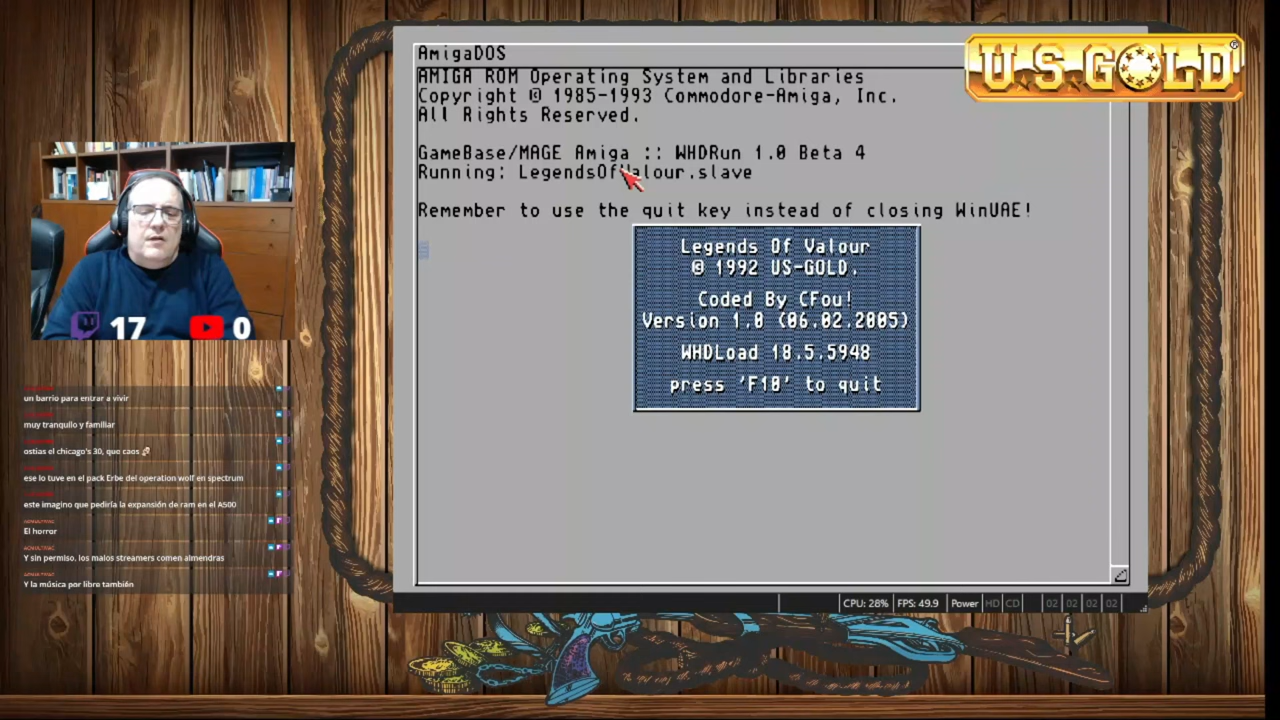 U.S.GOLD®
AmigaDOS
AMIGA ROM Operating System and Libraries
Copyright © 1985-1993 Commodore-Amiga, Inc.
All Rights Reserved.
GameBase/MAGE Amiga :: WHDRun 1.0 Beta 4
Running: LegendsOfValour.slave
Remember to use the quit key instead of closing WinUAE!
Legends Of Valour
© 1992 US-GOLD.
Coded By CFou!
Version 1.0 (06.02.2005)
WHDLoad 18.5.5948
press 'F10' to quit
17 0
un barrio para entrar a vivir
muy tranquilo y familiar
ostias el chicago's 30, que caos
ese lo tuve en el pack Erbe del operation wolf en spectrum
este imagino que pediría la expansión de ram en el A500
El horror
Y sin permiso, los malos streamers comen almendras
Y la música por libre también
CPU: 28% FPS: 49.9 Power HD CD 02 02 02 02